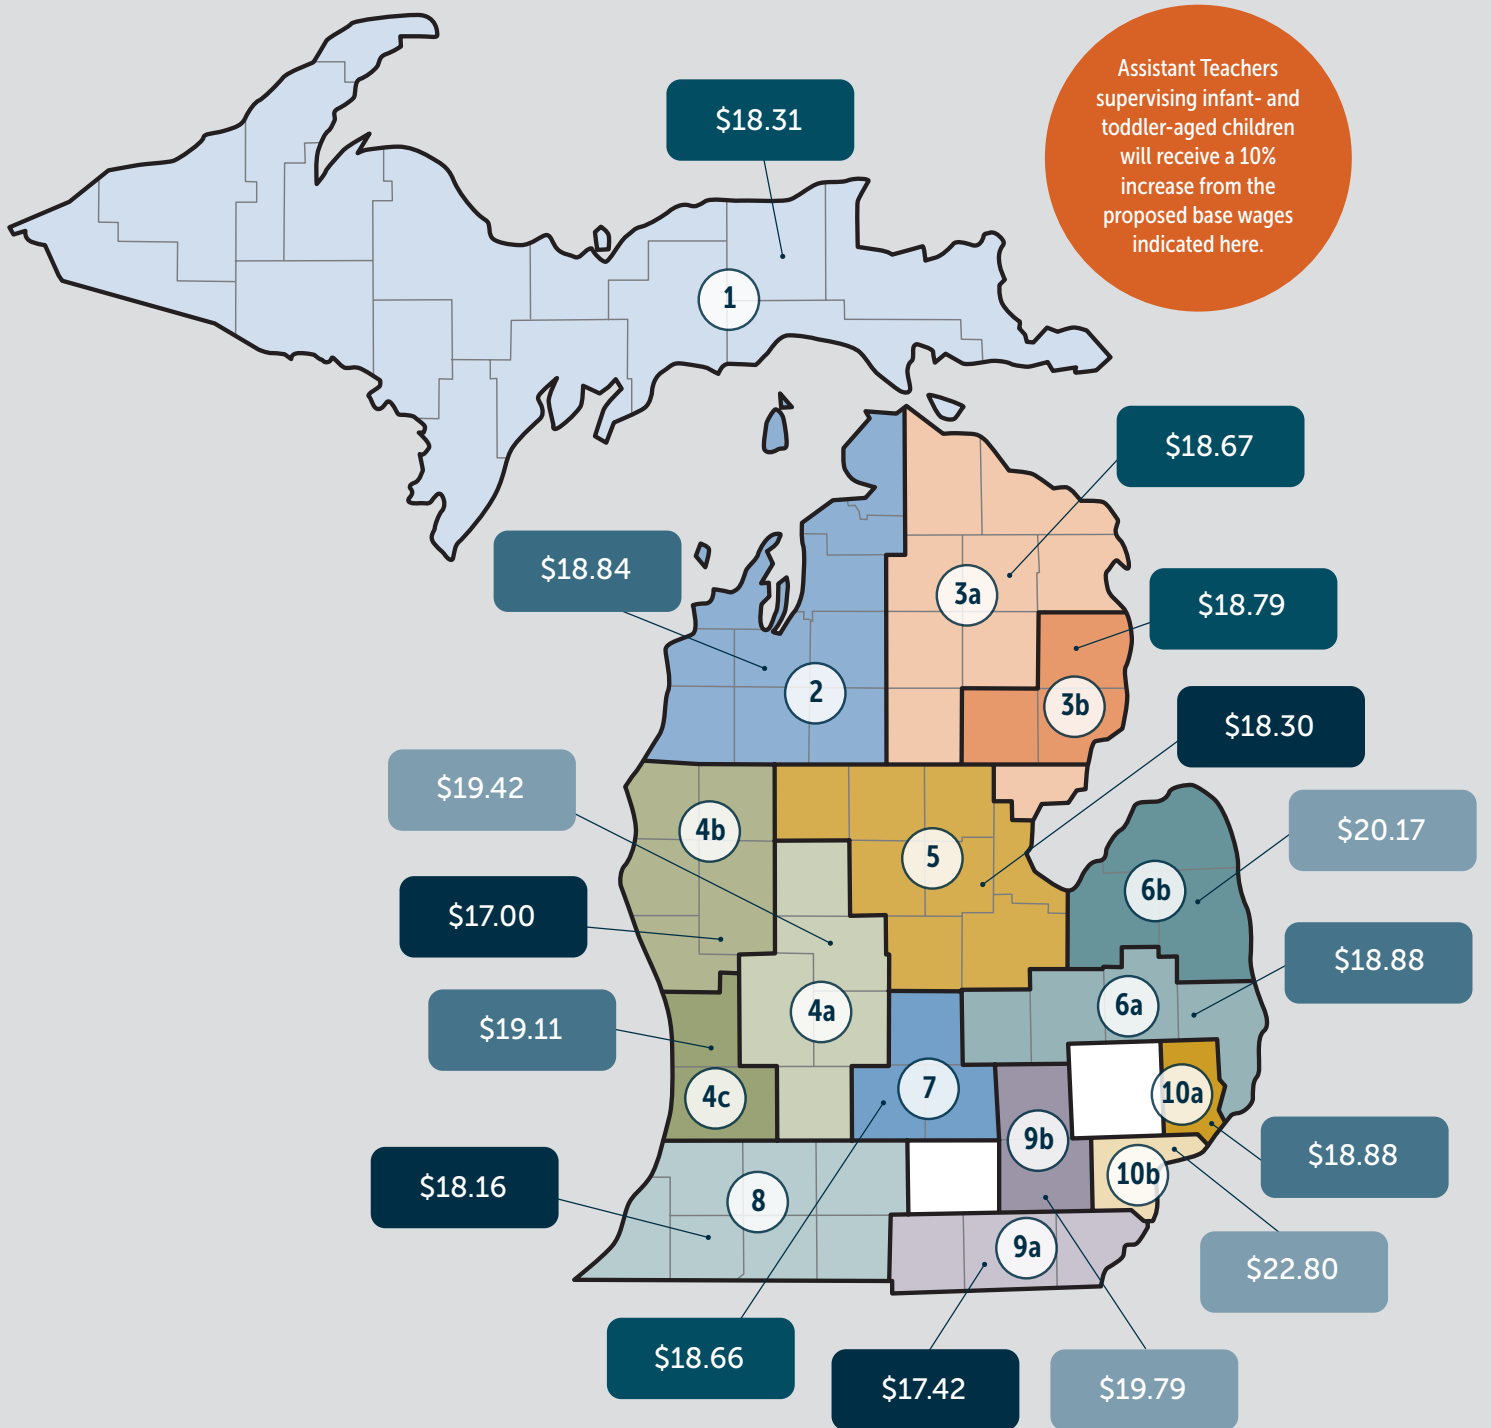 Assistant Teachers
supervising infant- and
toddler-aged children
will receive a 10%
increase from the
proposed base wages
indicated here.
$18.31
1
$18.67
$18.84
3a
$18.79
2
3b
$18.30
$19.42
4b
5
$20.17
6b
$17.00
$18.88
4a
6a
$19.11
4c
7
10a
9b
$18.88
10b
$18.16
8
9a
$22.80
$18.66
$17.42
$19.79